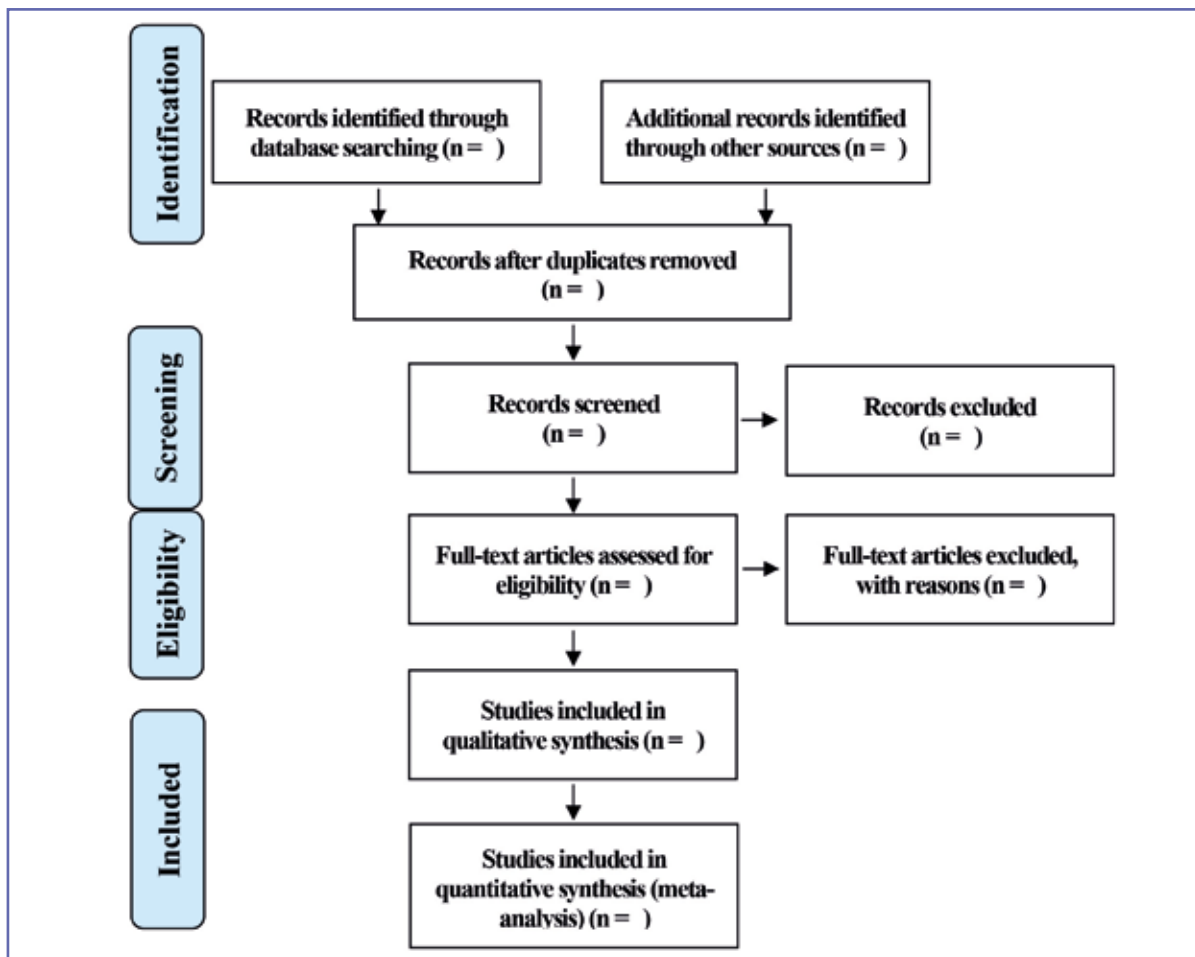 Identification
Records identified through
database searching (n =  )
Additional records identified
through other sources (n =  )
Records after duplicates removed
(n =  )
Screening
Records screened
(n =  )
Records excluded
(n =  )
Eligibility
Full-text articles assessed for
eligibility (n =  )
Full-text articles excluded,
with reasons (n =  )
Included
Studies included in
qualitative synthesis (n =  )
Studies included in
quantitative synthesis (meta-
analysis) (n =  )